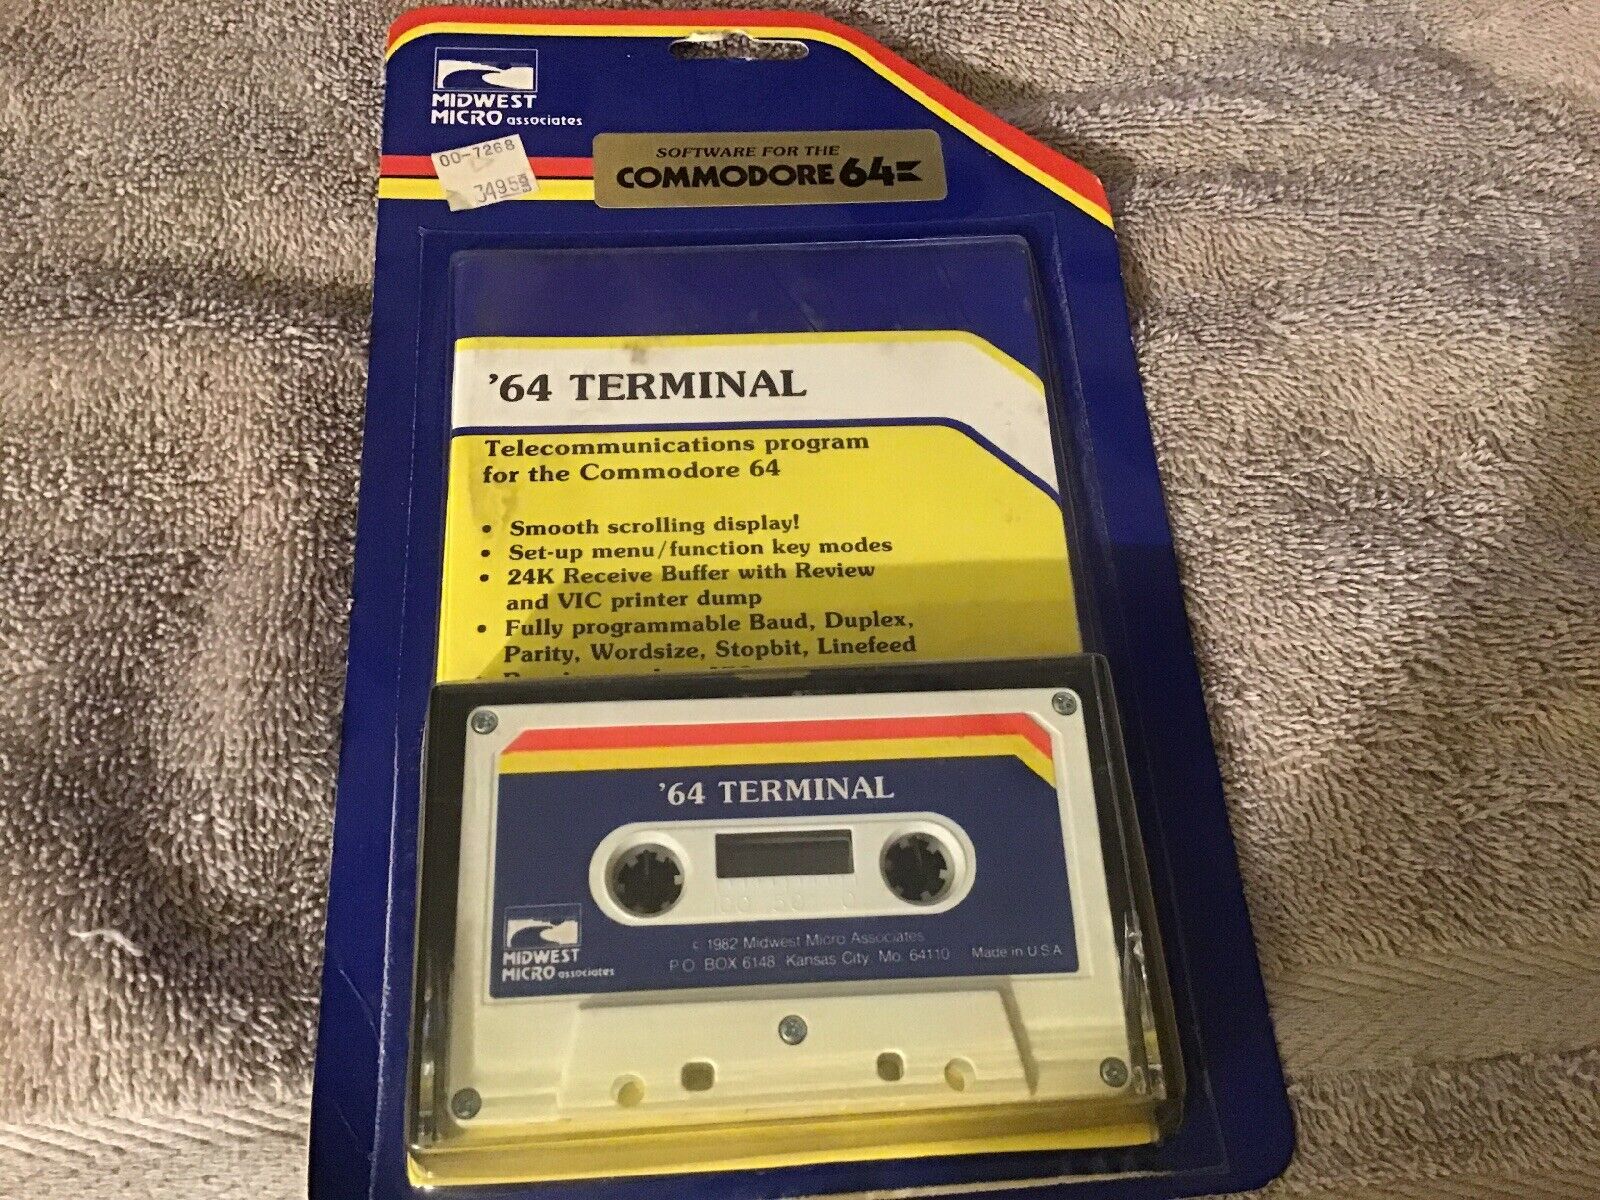 MIDWEST
MICRO associates
00-7268
3495
SOFTWARE FOR THE
COMMODORE 64
'64 TERMINAL
Telecommunications program
for the Commodore 64
• Smooth scrolling display!
• Set-up menu/function key modes
• 24K Receive Buffer with Review
and VIC printer dump
• Fully programmable Baud, Duplex,
Parity, Wordsize, Stopbit, Linefeed
'64 TERMINAL
100 50 0
MIDWEST
MICRO associates
c 1982 Midwest Micro Associates
P.O. BOX 6148 Kansas City, Mo. 64110 Made in U.S.A